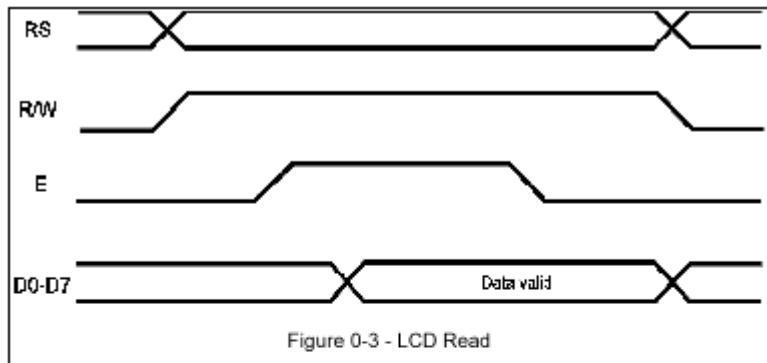 RS
R/W
E
D0-D7
Data valid
Figure 0-3 - LCD Read